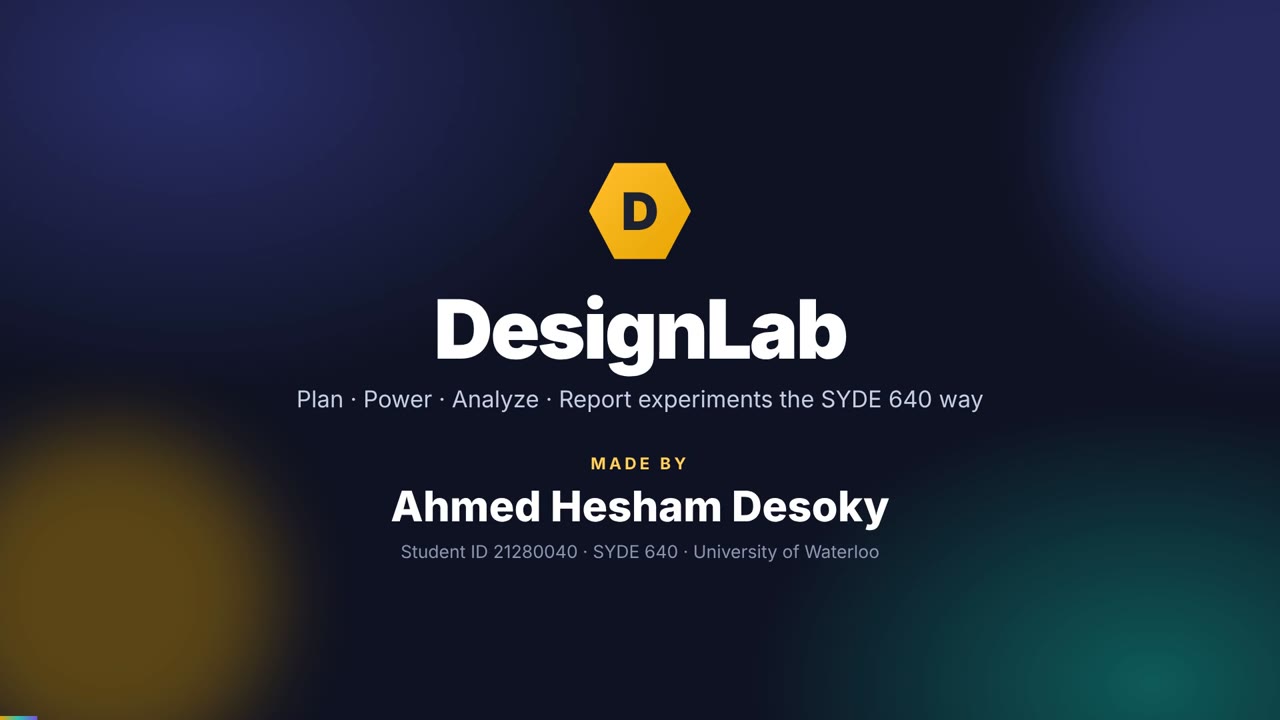 D
DesignLab
Plan · Power · Analyze · Report experiments the SYDE 640 way
MADE BY
Ahmed Hesham Desoky
Student ID 21280040 · SYDE 640 · University of Waterloo